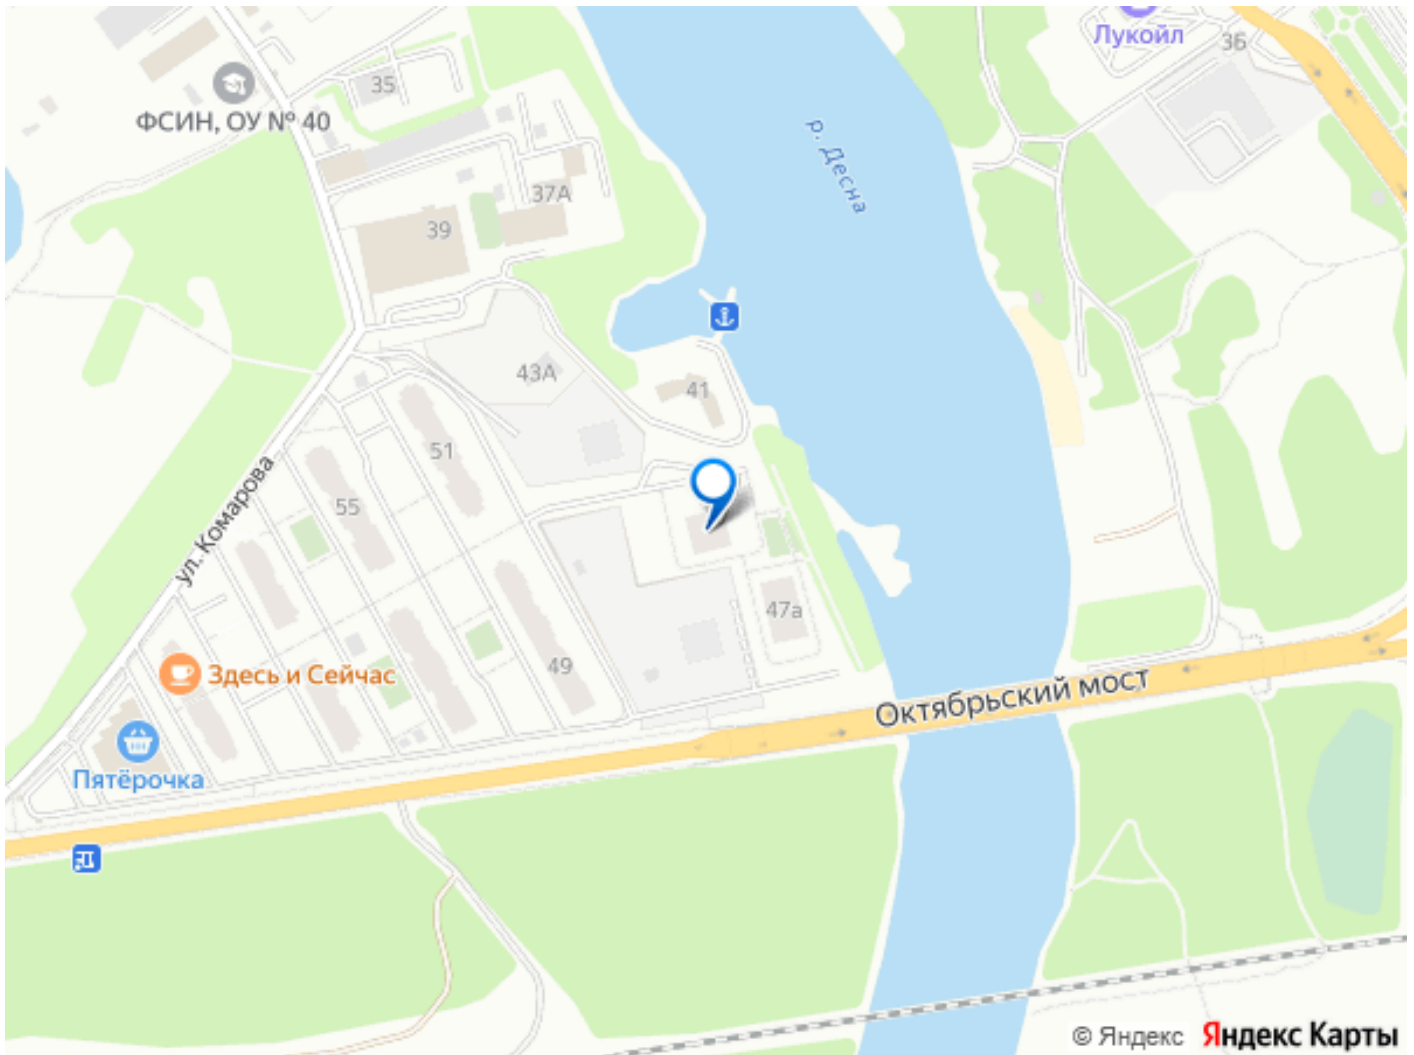 Лукойл
3Б
35
ФСИН, ОУ № 40
р. Десна
37А
39
43А
41
51
55
ул. Комарова
47а
49
Здесь и Сейчас
Октябрьский мост
Пятёрочка
© Яндекс Яндекс Карты